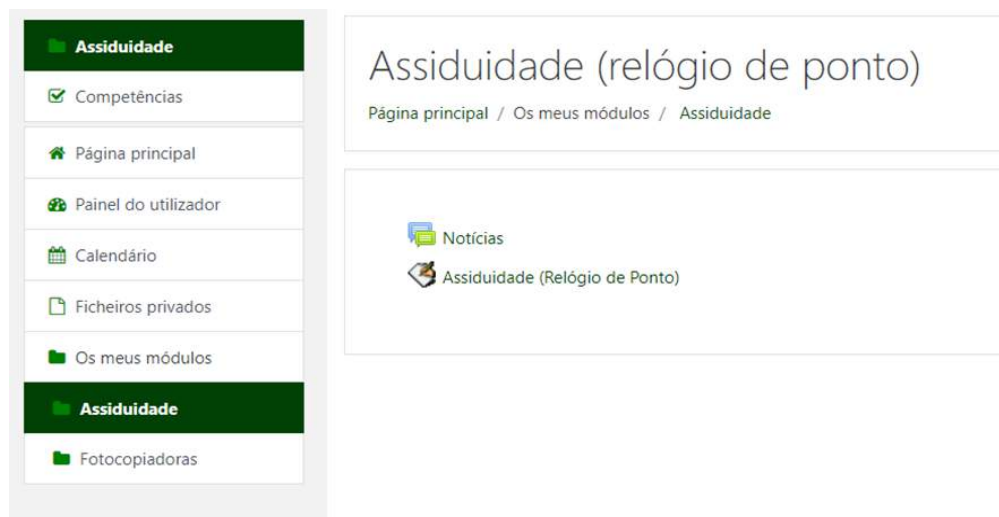 Assiduidade
Competências
Página principal
Painel do utilizador
Calendário
Ficheiros privados
Os meus módulos
Assiduidade
Fotocopiadoras
Assiduidade (relógio de ponto)
Página principal / Os meus módulos / Assiduidade
Notícias
Assiduidade (Relógio de Ponto)